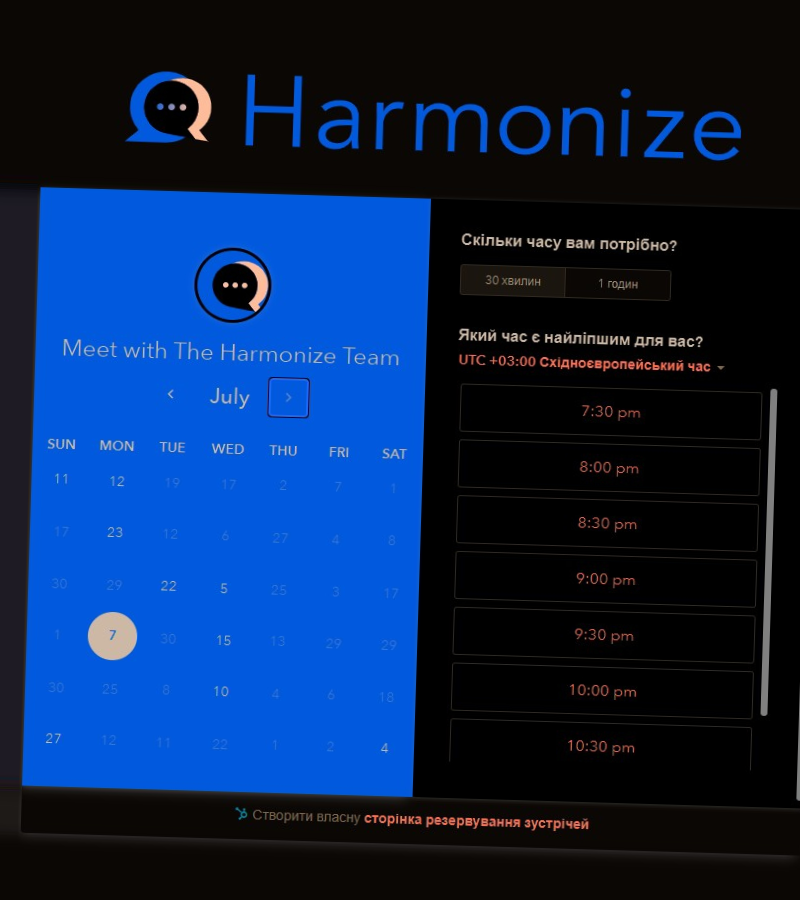 Harmonize
Meet with The Harmonize Team
July
SUN MON TUE WED THU FRI SAT
11 12 19 17 2 7 1
17 23 12 6 27 4 8
30 29 22 5 25 3 17
1 7 30 15 13 29 29
30 25 8 10 4 6 18
27 12 11 22 1 2 4
Скільки часу вам потрібно?
30 хвилин 1 годин
Який час є найліпшим для вас?
UTC +03:00 Східноєвропейський час
7:30 pm
8:00 pm
8:30 pm
9:00 pm
9:30 pm
10:00 pm
10:30 pm
Створити власну сторінка резервування зустрічей